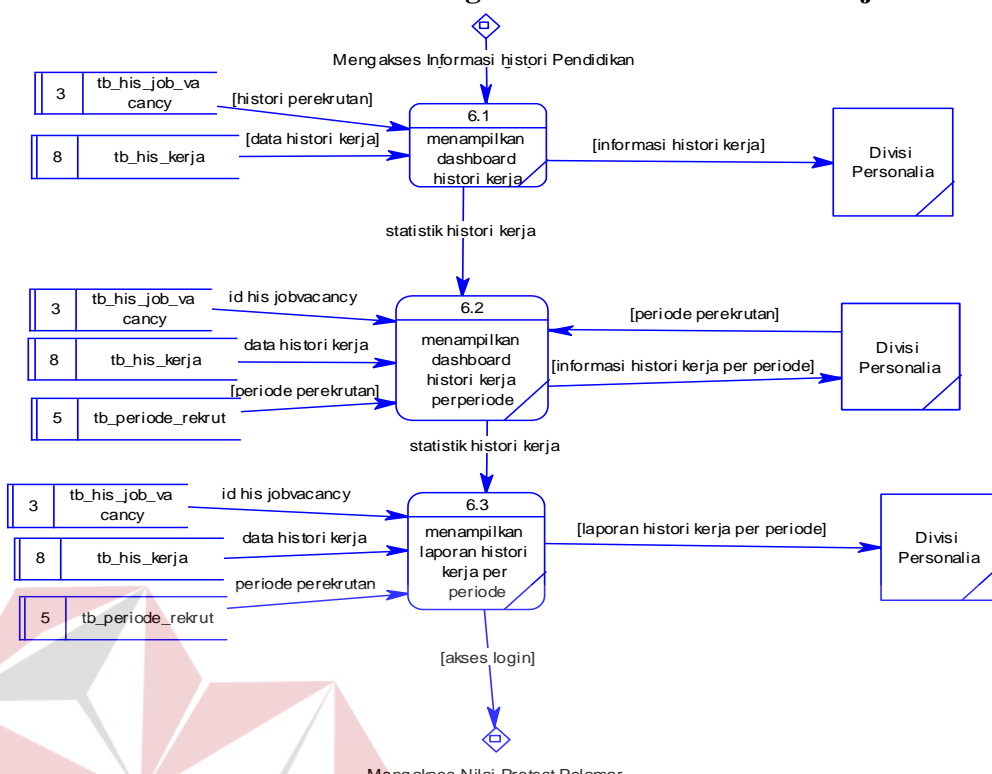 Mengakses Informasi histori Pendidikan
3
tb_his_job_va
cancy
[histori perekrutan]
8
tb_his_kerja
[data histori kerja]
6.1
menampilkan
dashboard
histori kerja
[informasi histori kerja]
Divisi
Personalia
statistik histori kerja
3
tb_his_job_va
cancy
id his jobvacancy
8
tb_his_kerja
data histori kerja
5
tb_periode_rekrut
[periode perekrutan]
6.2
menampilkan
dashboard
histori kerja
perperiode
[periode perekrutan]
[informasi histori kerja per periode]
Divisi
Personalia
statistik histori kerja
3
tb_his_job_va
cancy
id his jobvacancy
8
tb_his_kerja
data histori kerja
5
tb_periode_rekrut
periode perekrutan
6.3
menampilkan
laporan histori
kerja per
periode
[laporan histori kerja per periode]
Divisi
Personalia
[akses login]
Mengakses Nilai Pretest Pelamar